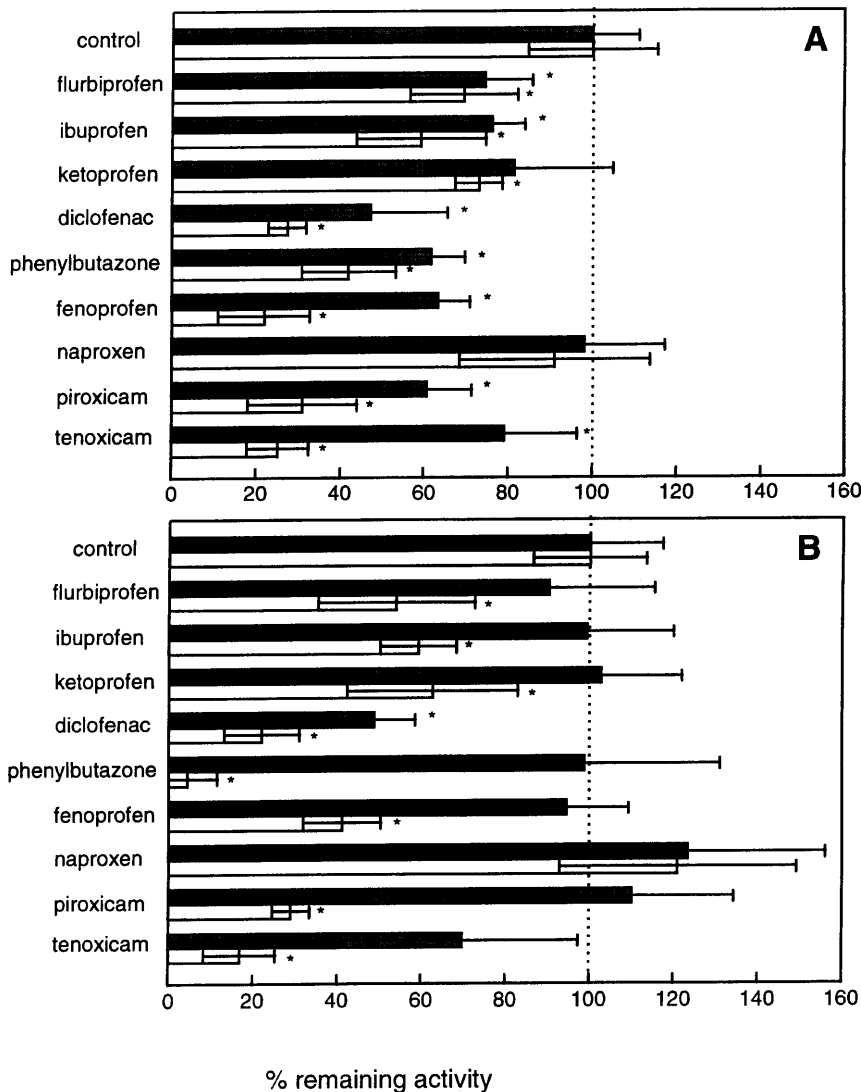 A
control
flurbiprofen
ibuprofen
ketoprofen
diclofenac
phenylbutazone
fenoprofen
naproxen
piroxicam
tenoxicam
* *
* *
*
* *
* *
* *
* *
* *
0 20 40 60 80 100 120 140 160
B
control
flurbiprofen
ibuprofen
ketoprofen
diclofenac
phenylbutazone
fenoprofen
naproxen
piroxicam
tenoxicam
*
*
*
* *
*
*
*
*
0 20 40 60 80 100 120 140 160
% remaining activity